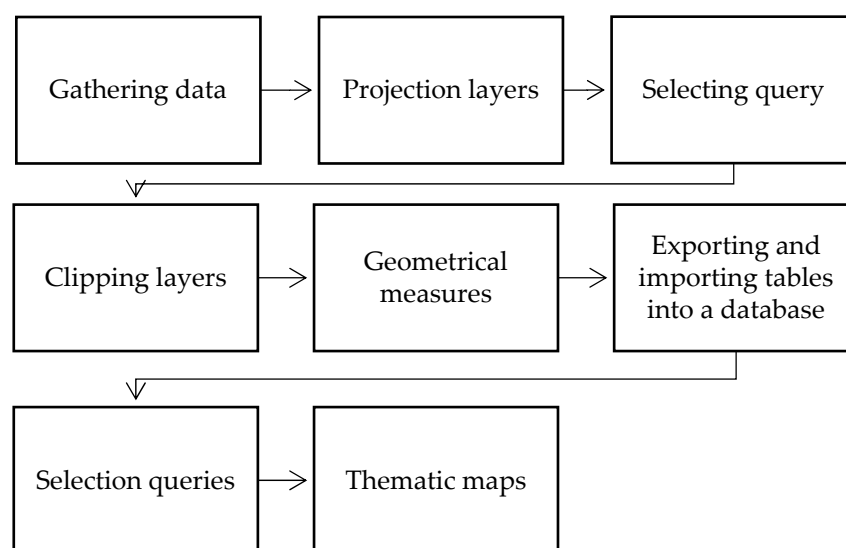 Gathering data
Projection layers
Selecting query
Clipping layers
Geometrical
measures
Exporting and
importing tables
into a database
Selection queries
Thematic maps